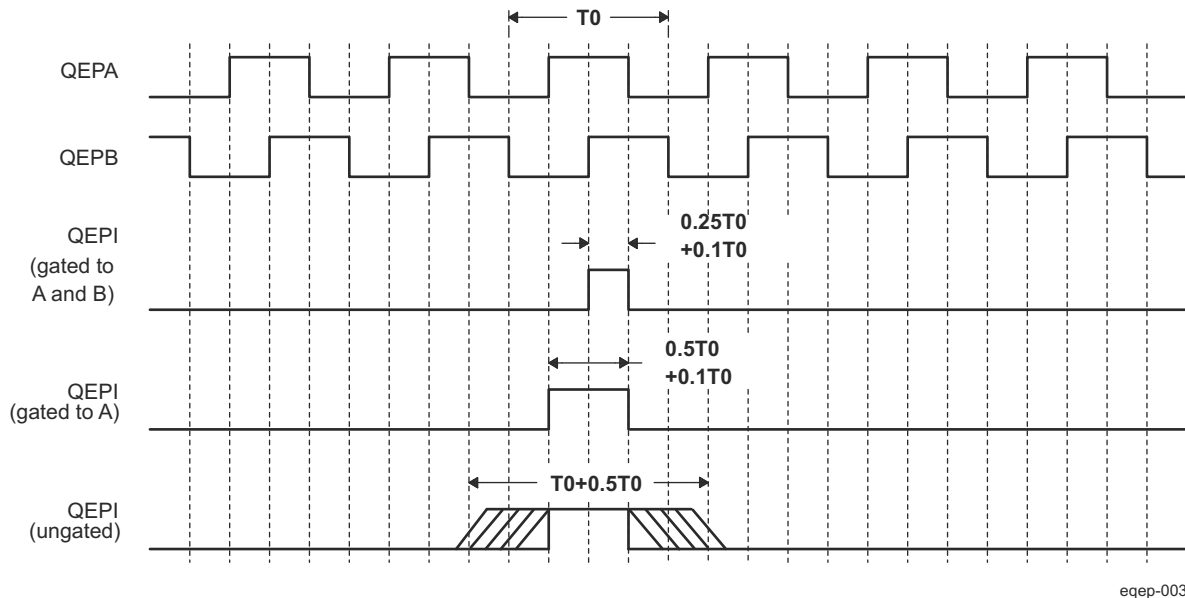 T0
QEPA
QEPB
0.25T0
+0.1T0
QEPI
(gated to
A and B)
0.5T0
+0.1T0
QEPI
(gated to A)
T0+0.5T0
QEPI
(ungated)
eqep-003